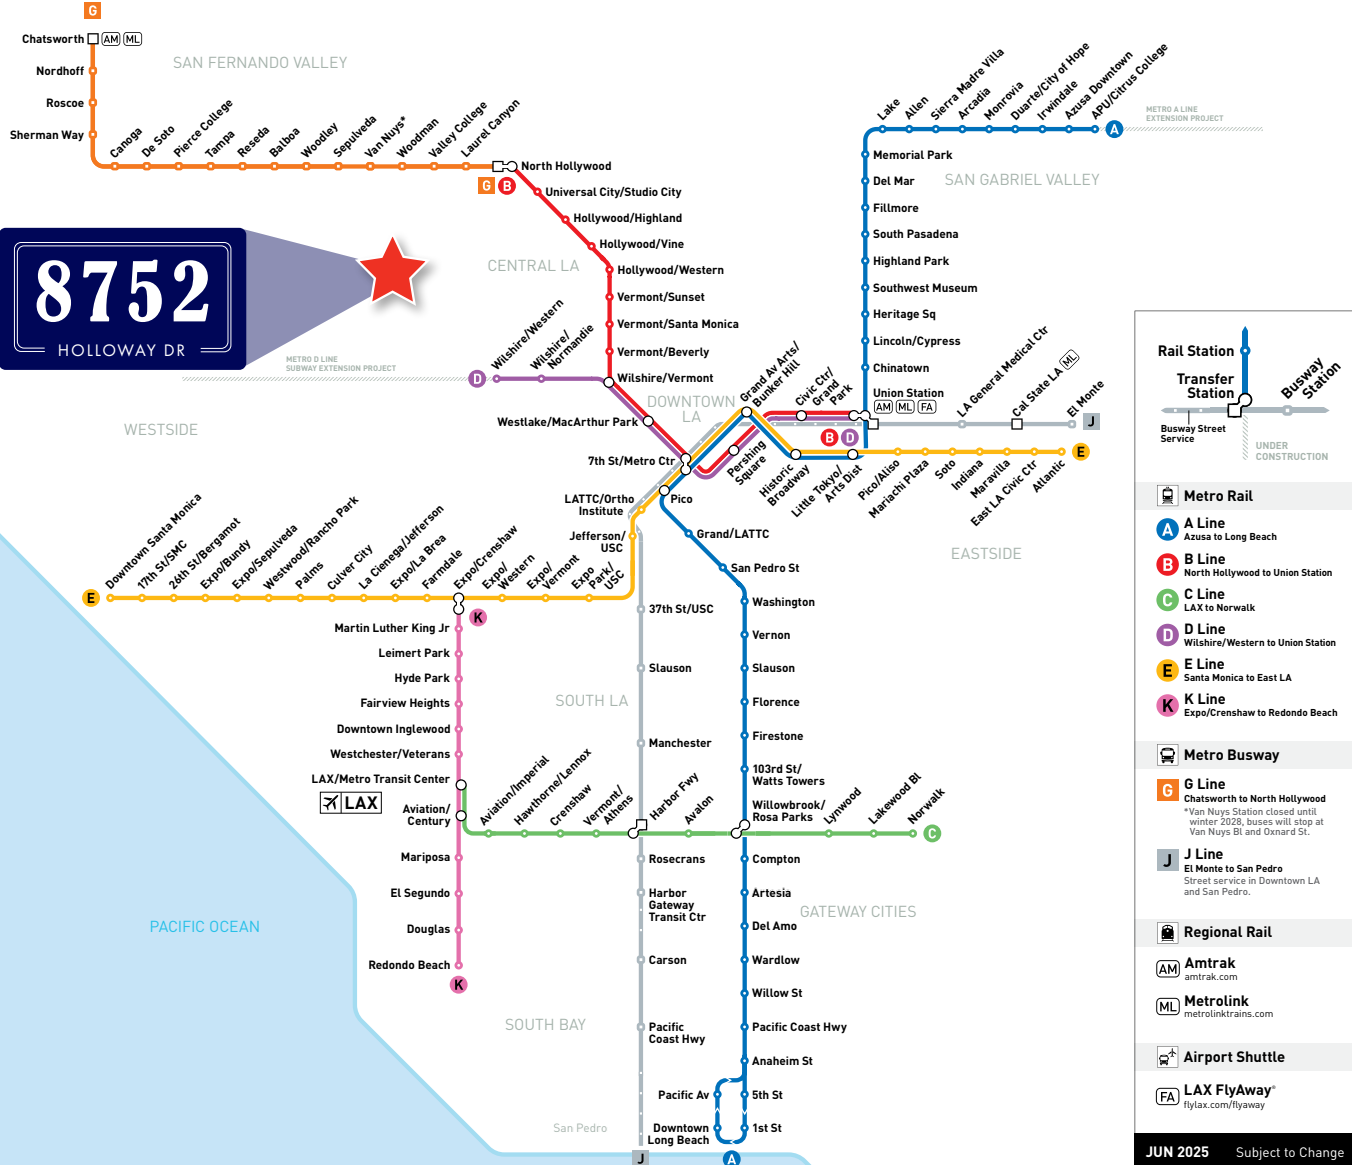 G
Chatsworth AM ML
Nordhoff
Roscoe
Sherman Way
SAN FERNANDO VALLEY
Canoga
De Soto
Pierce College
Tampa
Reseda
Balboa
Woodley
Sepulveda
Van Nuys*
Woodman
Valley College
Laurel Canyon
North Hollywood
G B
Universal City/Studio City
Hollywood/Highland
Hollywood/Vine
CENTRAL LA
Hollywood/Western
Vermont/Sunset
Vermont/Santa Monica
Vermont/Beverly
Wilshire/Vermont
8752
HOLLOWAY DR
METRO D LINE
SUBWAY EXTENSION PROJECT
D
Wilshire/Western
Wilshire/
Normandie
WESTSIDE
DOWNTOWN
LA
Westlake/MacArthur Park
7th St/Metro Ctr
Pershing
Square
Grand Av Arts/
Bunker Hill
Civic Ctr/
Grand
Park
Historic
Broadway
Little Tokyo/
Arts Dist
B D
Union Station
AM ML FA
Lake
Allen
Sierra Madre Villa
Arcadia
Monrovia
Duarte/City of Hope
Irwindale
Azusa Downtown
APU/Citrus College
A
METRO A LINE
EXTENSION PROJECT
Memorial Park
Del Mar
SAN GABRIEL VALLEY
Fillmore
South Pasadena
Highland Park
Southwest Museum
Heritage Sq
Lincoln/Cypress
Chinatown
LA General Medical Ctr
Cal State LA ML
El Monte
J
Pico/Aliso
Mariachi Plaza
Soto
Indiana
Maravilla
East LA Civic Ctr
Atlantic
E
EASTSIDE
LATTC/Ortho
Institute
Pico
Jefferson/
USC
Grand/LATTC
San Pedro St
Washington
Vernon
Slauson
Florence
Firestone
103rd St/
Watts Towers
Willowbrook/
Rosa Parks
Compton
Artesia
GATEWAY CITIES
Del Amo
Wardlow
Willow St
Pacific Coast Hwy
Anaheim St
Pacific Av
5th St
Downtown
Long Beach
1st St
A
E
Downtown Santa Monica
17th St/SMC
26th St/Bergamot
Expo/Bundy
Expo/Sepulveda
Westwood/Rancho Park
Palms
Culver City
La Cienega/Jefferson
Expo/La Brea
Farmdale
Expo/Crenshaw
Expo/
Western
Expo/
Vermont
Expo
Park/
USC
K
Martin Luther King Jr
Leimert Park
Hyde Park
Fairview Heights
Downtown Inglewood
Westchester/Veterans
LAX/Metro Transit Center
LAX
Aviation/
Century
Mariposa
El Segundo
Douglas
Redondo Beach
K
Aviation/Imperial
Hawthorne/Lennox
Crenshaw
Vermont/
Athens
Harbor Fwy
Avalon
Lynwood
Lakewood Bl
Norwalk
C
37th St/USC
Slauson
SOUTH LA
Manchester
Rosecrans
Harbor
Gateway
Transit Ctr
Carson
SOUTH BAY
Pacific
Coast Hwy
San Pedro
J
PACIFIC OCEAN
Rail Station
Transfer
Station
Busway
Station
Busway Street
Service
UNDER
CONSTRUCTION
Metro Rail
A A Line
Azusa to Long Beach
B B Line
North Hollywood to Union Station
C C Line
LAX to Norwalk
D D Line
Wilshire/Western to Union Station
E E Line
Santa Monica to East LA
K K Line
Expo/Crenshaw to Redondo Beach
Metro Busway
G G Line
Chatsworth to North Hollywood
*Van Nuys Station closed until
winter 2028, buses will stop at
Van Nuys Bl and Oxnard St.
J J Line
El Monte to San Pedro
Street service in Downtown LA
and San Pedro.
Regional Rail
AM Amtrak
amtrak.com
ML Metrolink
metrolinktrains.com
Airport Shuttle
FA LAX FlyAway®
flylax.com/flyaway
JUN 2025 Subject to Change